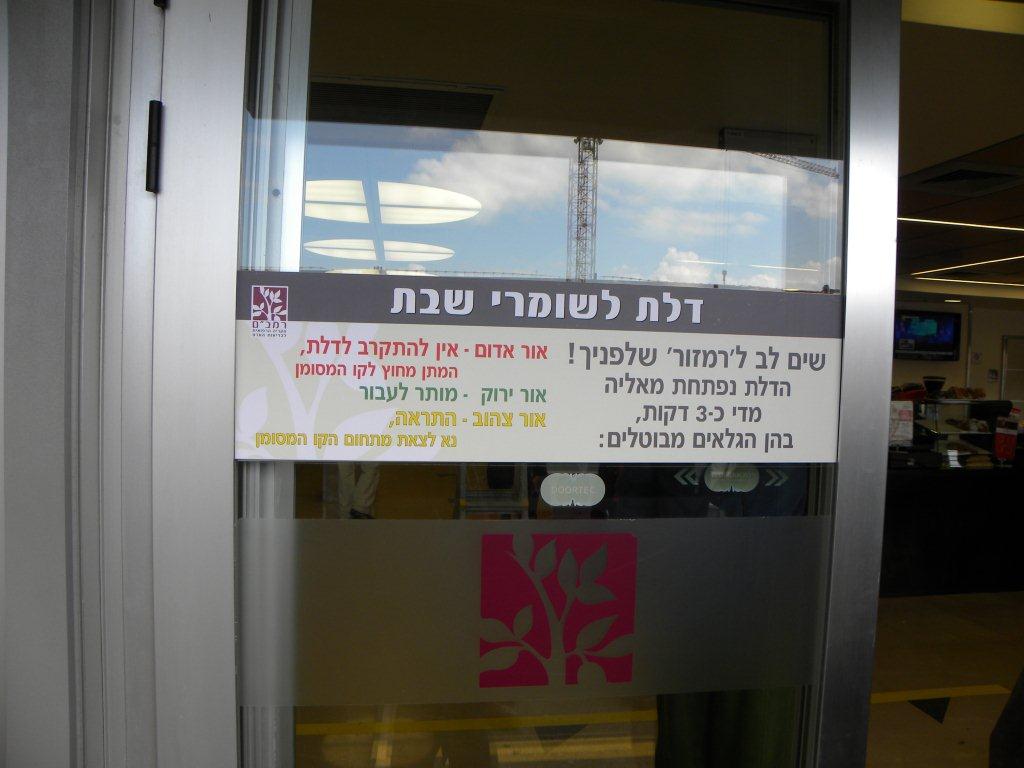 דלת לשומרי שבת
רמב"ם
שים לב ל'רמזור' שלפניך!
הדלת נפתחת מאליה
מדי כ-3 דקות,
בהן הגלאים מבוטלים:
אור אדום - אין להתקרב לדלת,
המתן מחוץ לקו המסומן
אור ירוק - מותר לעבור
אור צהוב - התראה,
נא לצאת מתחום הקו המסומן
DOORTEC